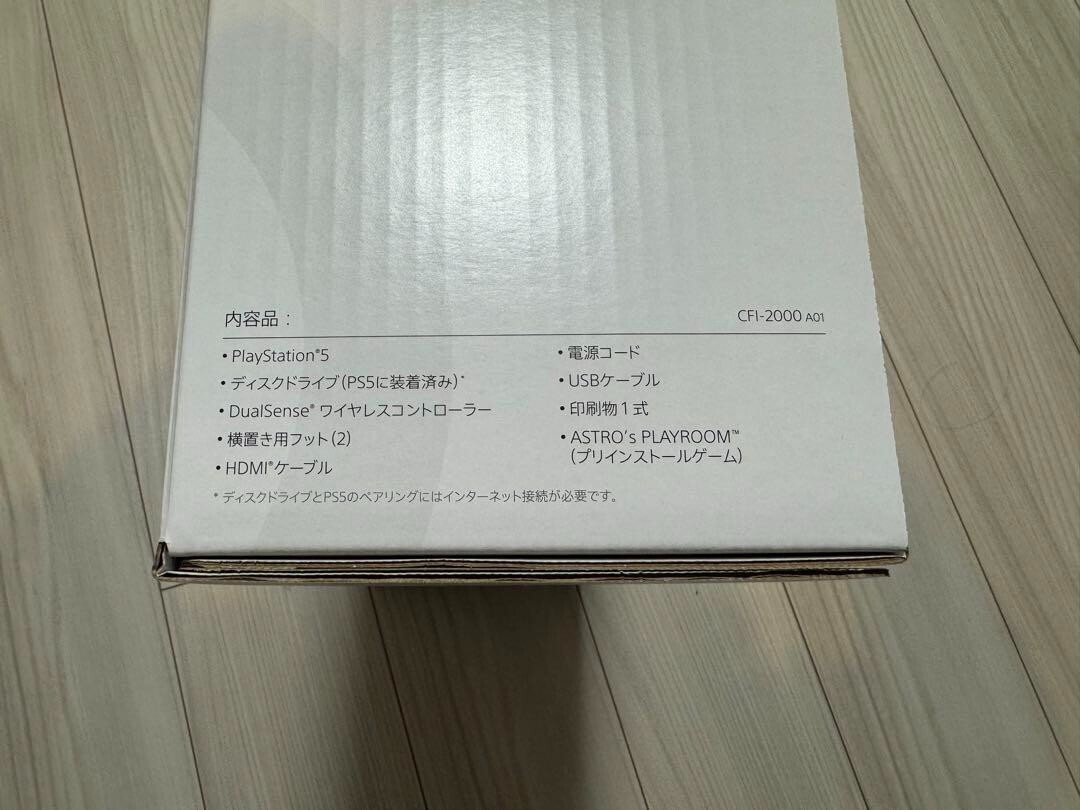 内容品： CFI-2000 A01
• PlayStation®5
• ディスクドライブ（PS5に装着済み）*
• DualSense® ワイヤレスコントローラー
• 横置き用フット（2）
• HDMI®ケーブル
• 電源コード
• USBケーブル
• 印刷物1式
• ASTRO's PLAYROOM™
（プリインストールゲーム）
* ディスクドライブとPS5のペアリングにはインターネット接続が必要です。